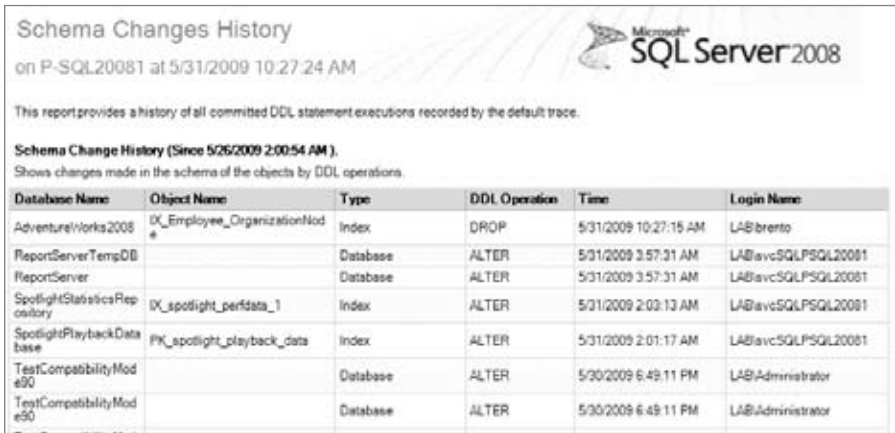 Schema Changes History
on P-SQL20081 at 5/31/2009 10:27:24 AM
Microsoft®
SQL Server 2008
This report provides a history of all committed DDL statement executions recorded by the default trace.
Schema Change History (Since 5/26/2009 2:00:54 AM ).
Shows changes made in the schema of the objects by DDL operations.
Database Name Object Name Type DDL Operation Time Login Name
AdventureWorks2008 IX_Employee_OrganizationNod
e Index DROP 5/31/2009 10:27:15 AM LAB\brento
ReportServerTempDB Database ALTER 5/31/2009 3:57:31 AM LAB\svcSQLPSQL20081
ReportServer Database ALTER 5/31/2009 3:57:31 AM LAB\svcSQLPSQL20081
SpotlightStatisticsRep
ository IX_spotlight_perfdata_1 Index ALTER 5/31/2009 2:03:13 AM LAB\svcSQLPSQL20081
SpotlightPlaybackData
base PK_spotlight_playback_data Index ALTER 5/31/2009 2:01:17 AM LAB\svcSQLPSQL20081
TestCompatibilityMod
e90 Database ALTER 5/30/2009 6:49:11 PM LAB\Administrator
TestCompatibilityMod
e90 Database ALTER 5/30/2009 6:49:11 PM LAB\Administrator